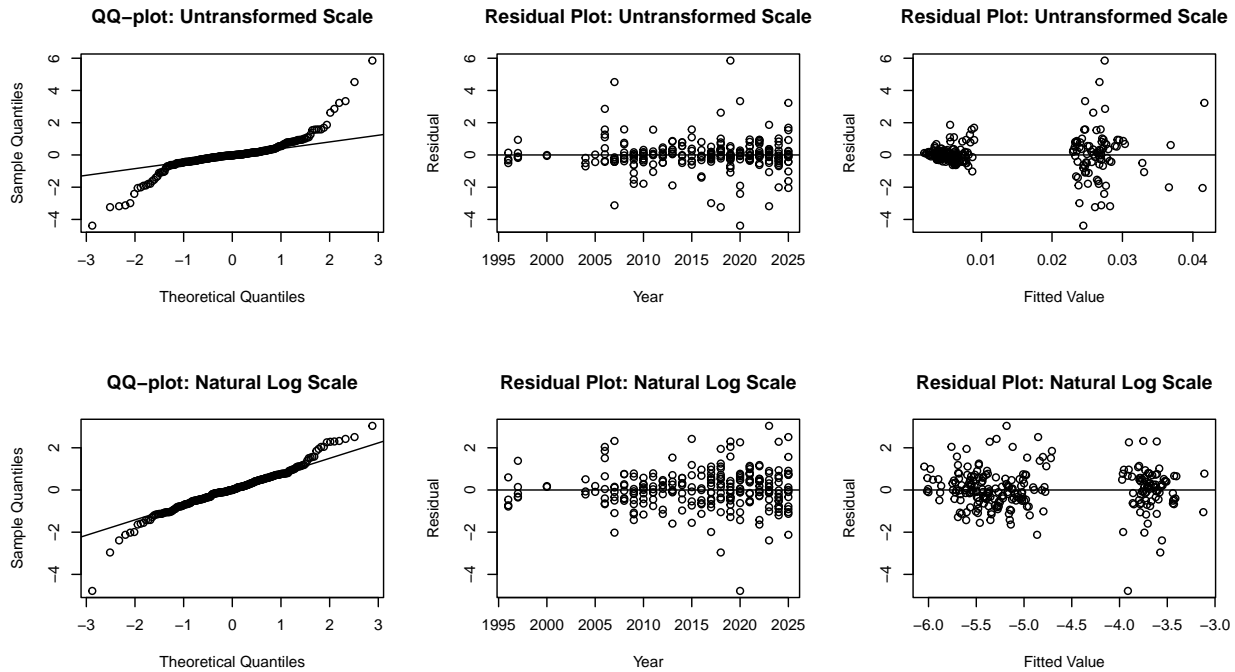 QQ−plot: Untransformed Scale
Sample Quantiles
6
4
2
0
−2
−4
−3 −2 −1 0 1 2 3
Theoretical Quantiles
Residual Plot: Untransformed Scale
Residual
6
4
2
0
−2
−4
1995 2000 2005 2010 2015 2020 2025
Year
Residual Plot: Untransformed Scale
Residual
6
4
2
0
−2
−4
0.01 0.02 0.03 0.04
Fitted Value
QQ−plot: Natural Log Scale
Sample Quantiles
2
0
−2
−4
−3 −2 −1 0 1 2 3
Theoretical Quantiles
Residual Plot: Natural Log Scale
Residual
2
0
−2
−4
1995 2000 2005 2010 2015 2020 2025
Year
Residual Plot: Natural Log Scale
Residual
2
0
−2
−4
−6.0 −5.5 −5.0 −4.5 −4.0 −3.5 −3.0
Fitted Value